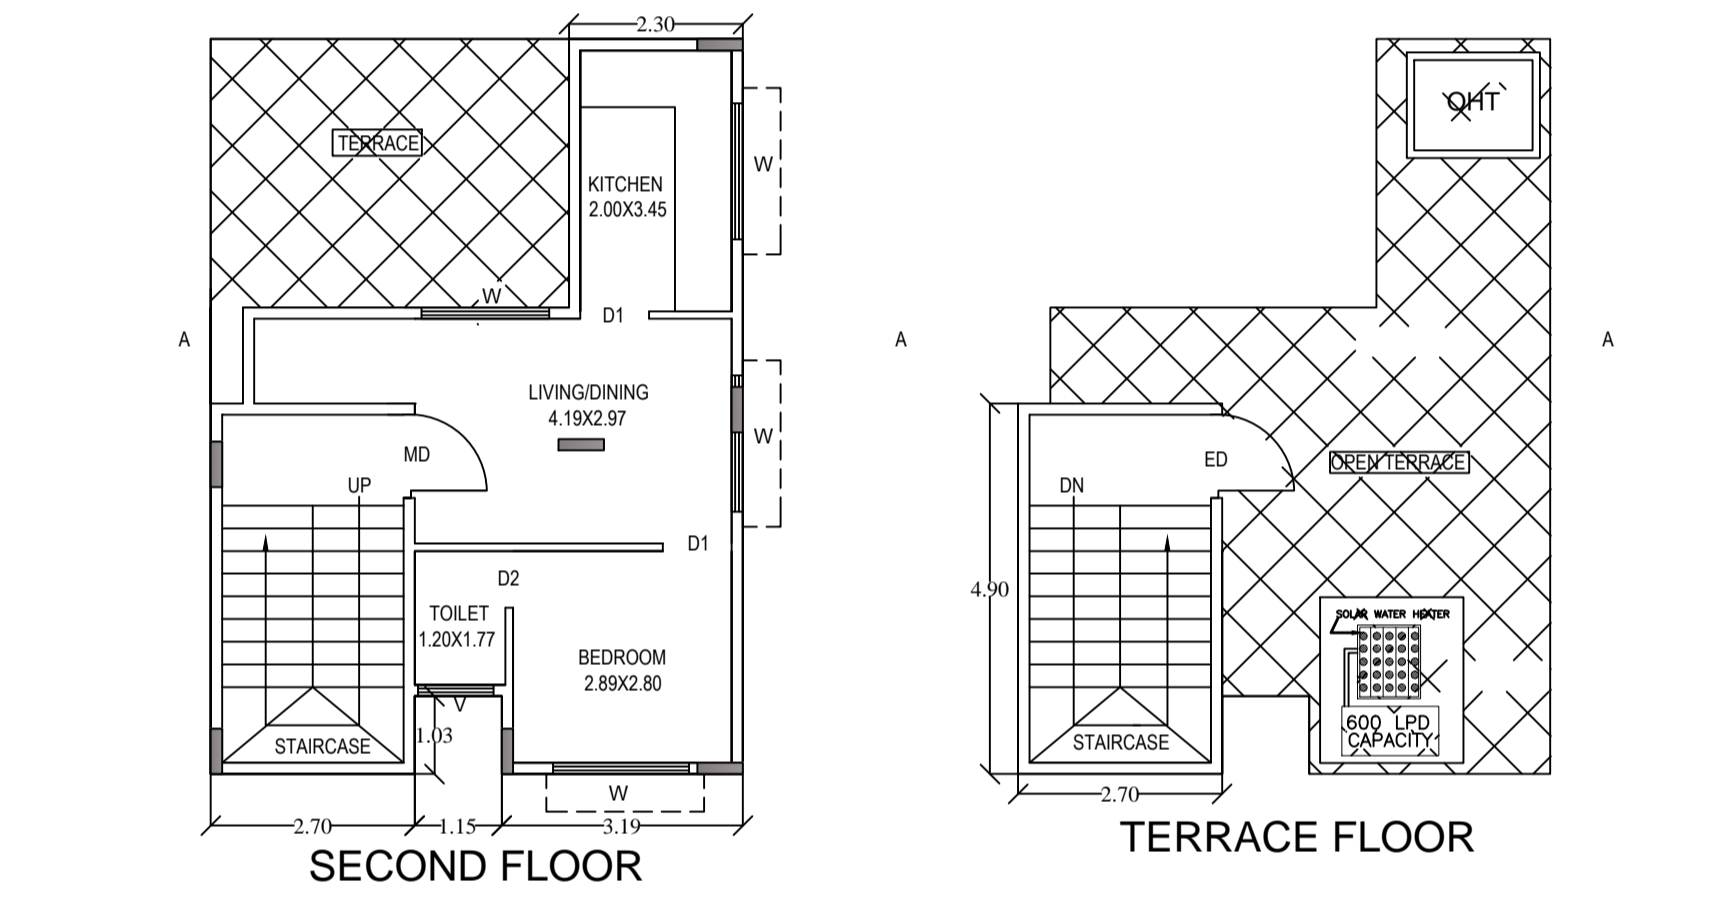 2.30
TERRACE
W
KITCHEN
2.00X3.45
W
D1
A
LIVING/DINING
4.19X2.97
W
MD
UP
D1
D2
TOILET
1.20X1.77
BEDROOM
2.89X2.80
V
1.03
STAIRCASE
W
2.70
1.15
3.19
SECOND FLOOR
OHT
A
A
ED
OPEN TERRACE
DN
4.90
SOLAR WATER HEATER
600 LPD
CAPACITY
STAIRCASE
2.70
TERRACE FLOOR